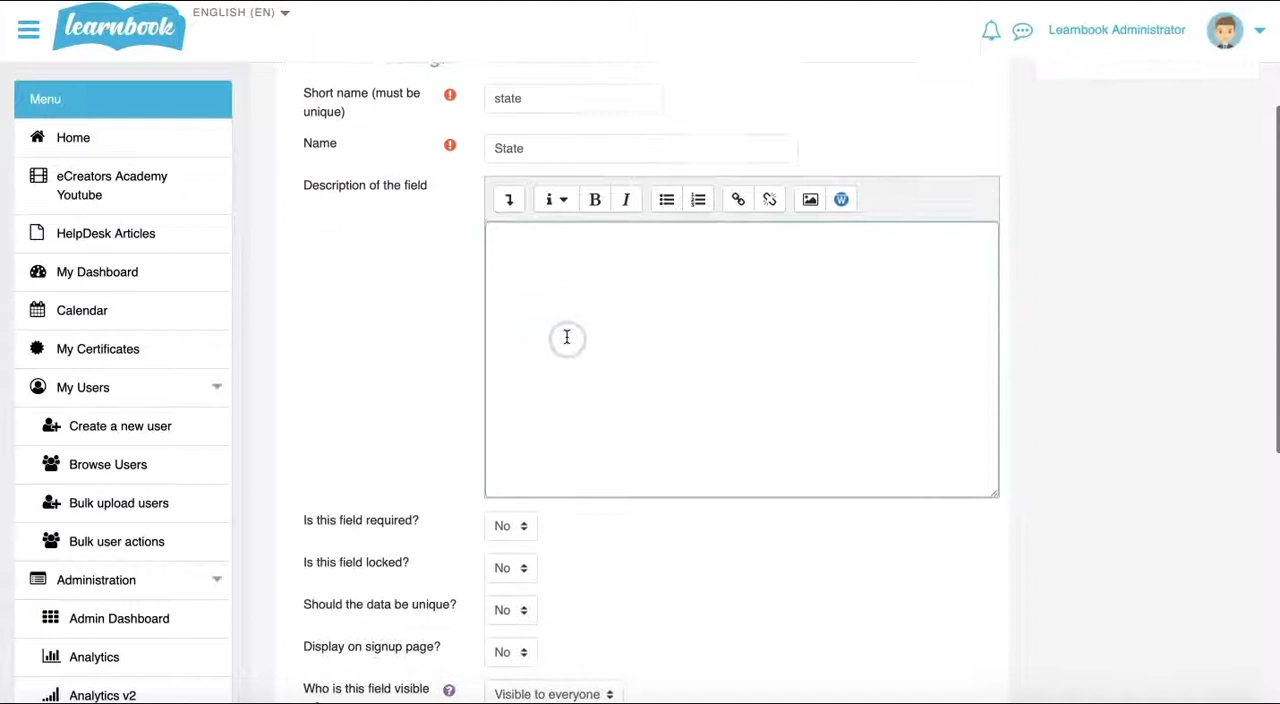 learnbook
ENGLISH (EN)
Learnbook Administrator
Menu
Home
eCreators Academy
Youtube
HelpDesk Articles
My Dashboard
Calendar
My Certificates
My Users
Create a new user
Browse Users
Bulk upload users
Bulk user actions
Administration
Admin Dashboard
Analytics
Analytics v2
Short name (must be
unique)
state
Name
State
Description of the field
i
B
I
W
Is this field required?
No
Is this field locked?
No
Should the data be unique?
No
Display on signup page?
No
Who is this field visible
?
Visible to everyone